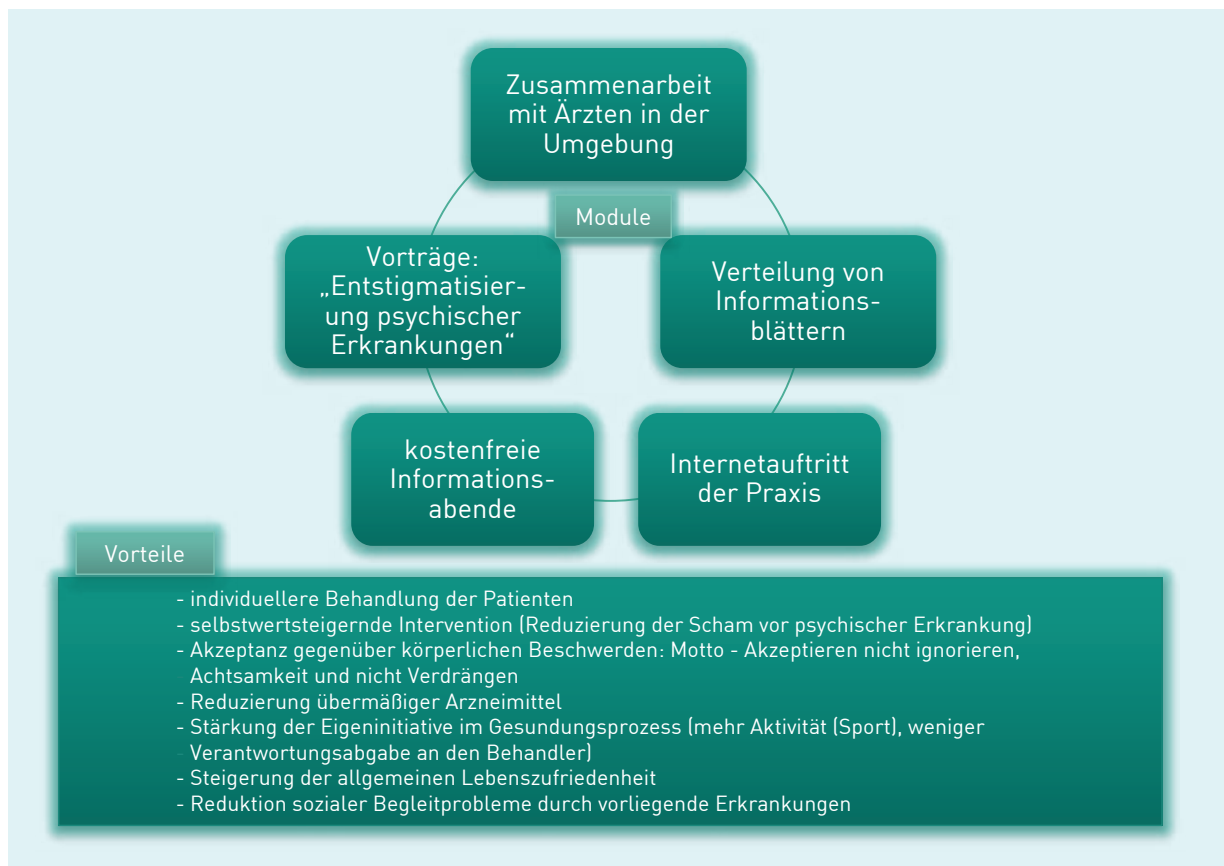 Zusammenarbeit
mit Ärzten in der
Umgebung
Module
Vorträge:
„Entstigmatisier-
ung psychischer
Erkrankungen“
Verteilung von
Informations-
blättern
kostenfreie
Informations-
abende
Internetauftritt
der Praxis
Vorteile
- individuellere Behandlung der Patienten
- selbstwertsteigernde Intervention (Reduzierung der Scham vor psychischer Erkrankung)
- Akzeptanz gegenüber körperlichen Beschwerden: Motto - Akzeptieren nicht ignorieren,
Achtsamkeit und nicht Verdrängen
- Reduzierung übermäßiger Arzneimittel
- Stärkung der Eigeninitiative im Gesundungsprozess (mehr Aktivität (Sport), weniger
Verantwortungsabgabe an den Behandler)
- Steigerung der allgemeinen Lebenszufriedenheit
- Reduktion sozialer Begleitprobleme durch vorliegende Erkrankungen